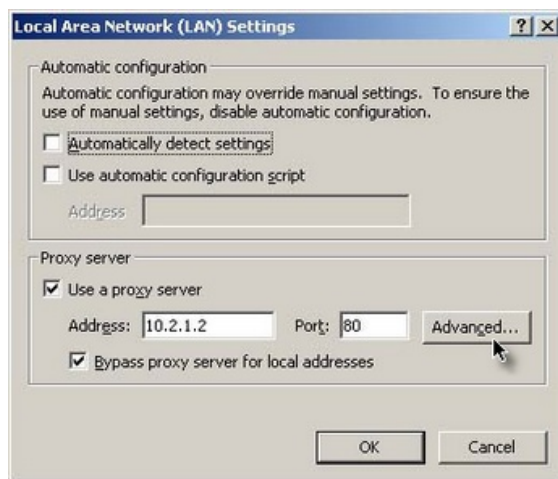 Local Area Network (LAN) Settings
Automatic configuration
Automatic configuration may override manual settings. To ensure the
use of manual settings, disable automatic configuration.
Automatically detect settings
Use automatic configuration script
Address
Proxy server
Use a proxy server
Address: 10.2.1.2 Port: 80 Advanced...
Bypass proxy server for local addresses
OK Cancel